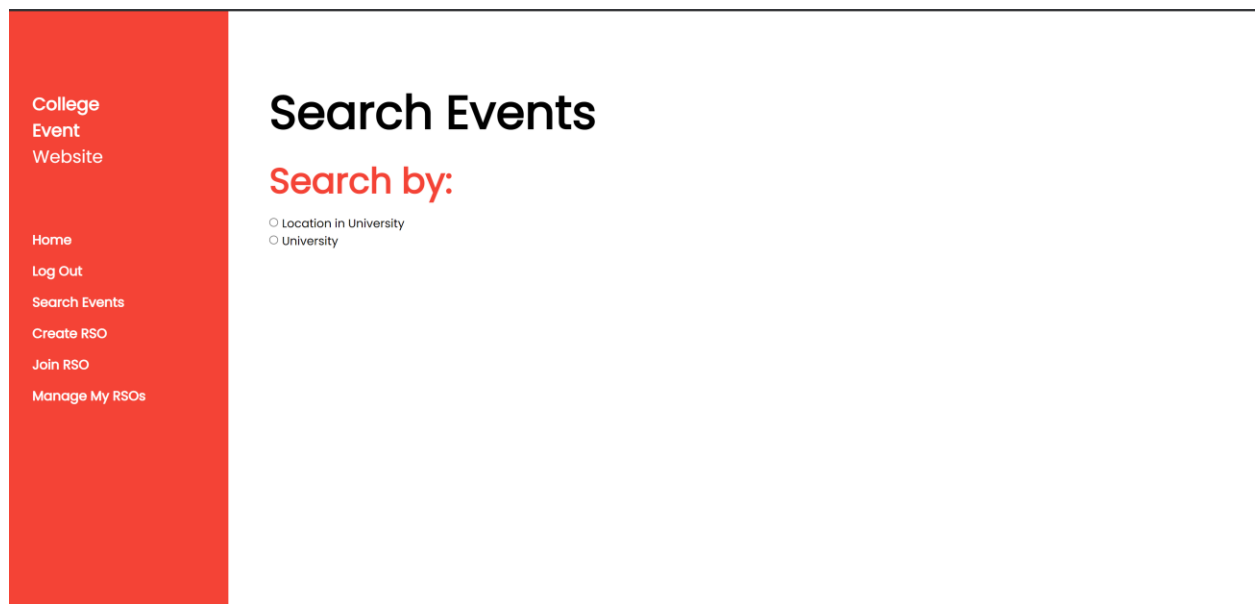 College
Event
Website
Home
Log Out
Search Events
Create RSO
Join RSO
Manage My RSOs
Search Events
Search by:
Location in University
University